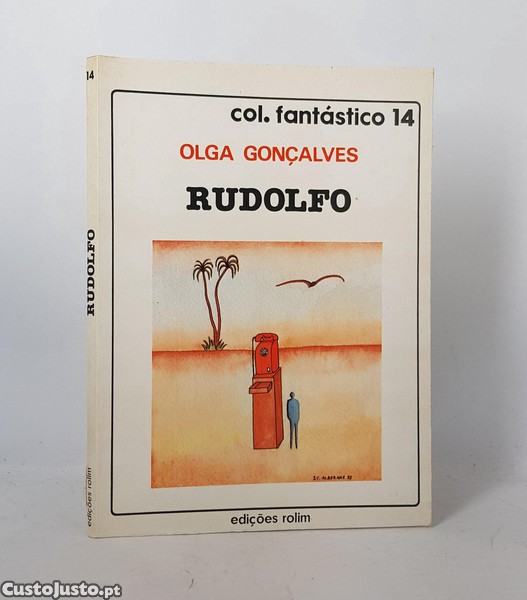 col. fantástico 14
OLGA GONÇALVES
RUDOLFO
edições rolim
14
RUDOLFO
edições rolim
CustoJusto.pt